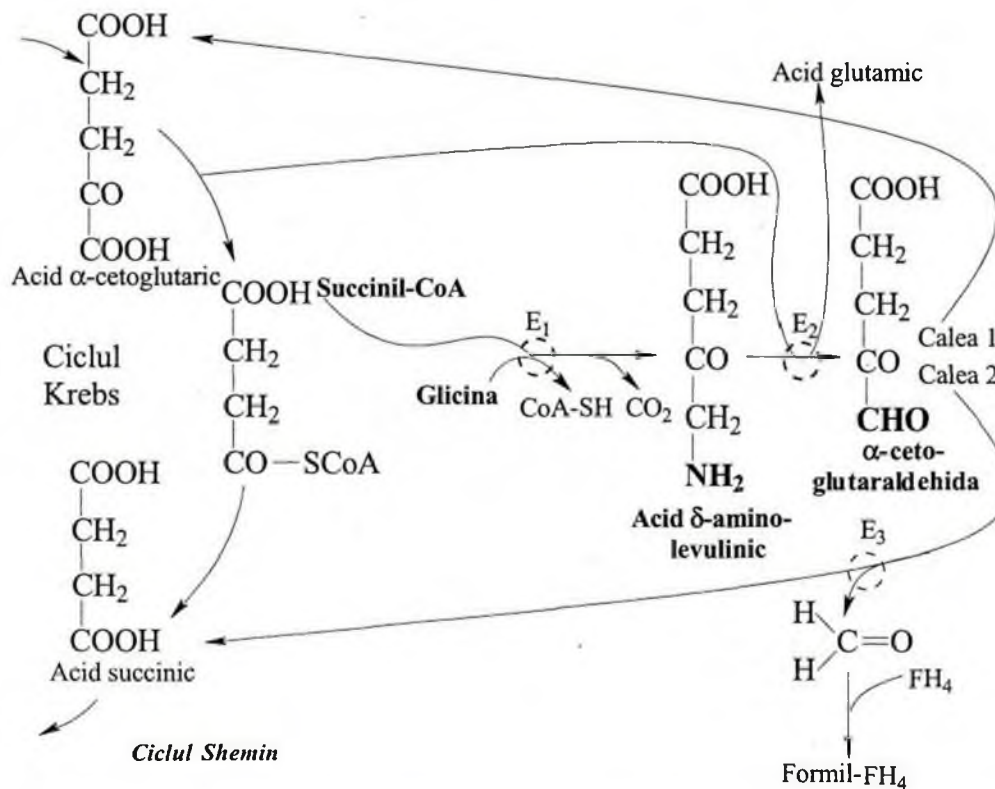 COOH
CH2
CH2
CO
COOH
Acid α-cetoglutaric
Ciclul
Krebs
COOH
CH2
CH2
CO—SCoA
Succinil-CoA
Glicina
E1
CoA-SH
CO2
COOH
CH2
CH2
CO
CH2
NH2
Acid δ-amino-
levulinic
Acid glutamic
E2
COOH
CH2
CH2
CO
CHO
α-ceto-
glutaraldehida
Calea 1
Calea 2
E3
H
C=O
H
FH4
Formil-FH4
COOH
CH2
CH2
COOH
Acid succinic
Ciclul Shemin